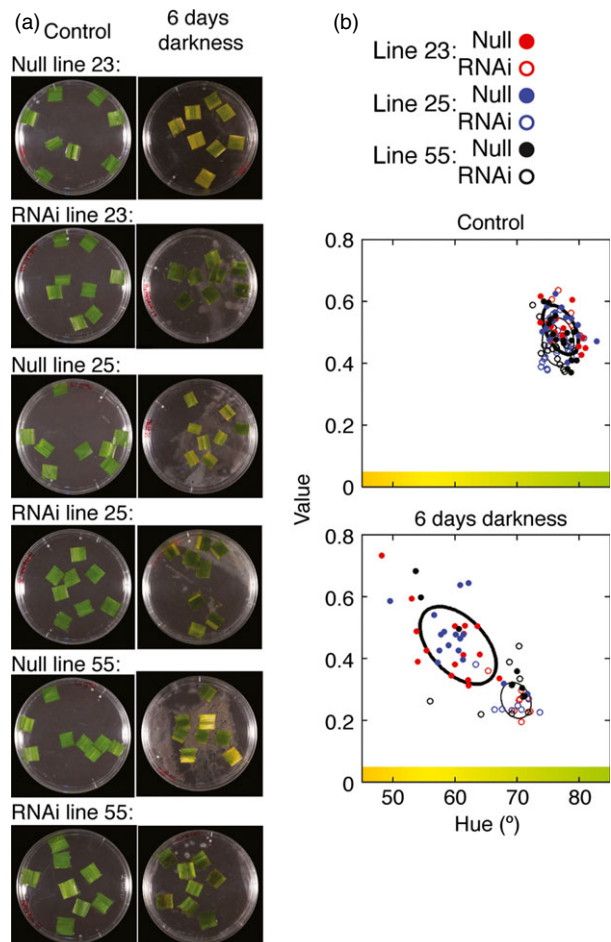 (a)
Control
6 days
darkness
Null line 23:
RNAi line 23:
Null line 25:
RNAi line 25:
Null line 55:
RNAi line 55:
(b)
Line 23: Null
RNAi
Line 25: Null
RNAi
Line 55: Null
RNAi
Control
0.8
0.6
0.4
0.2
0
Value
6 days darkness
0.8
0.6
0.4
0.2
0
50 60 70 80
Hue (º)